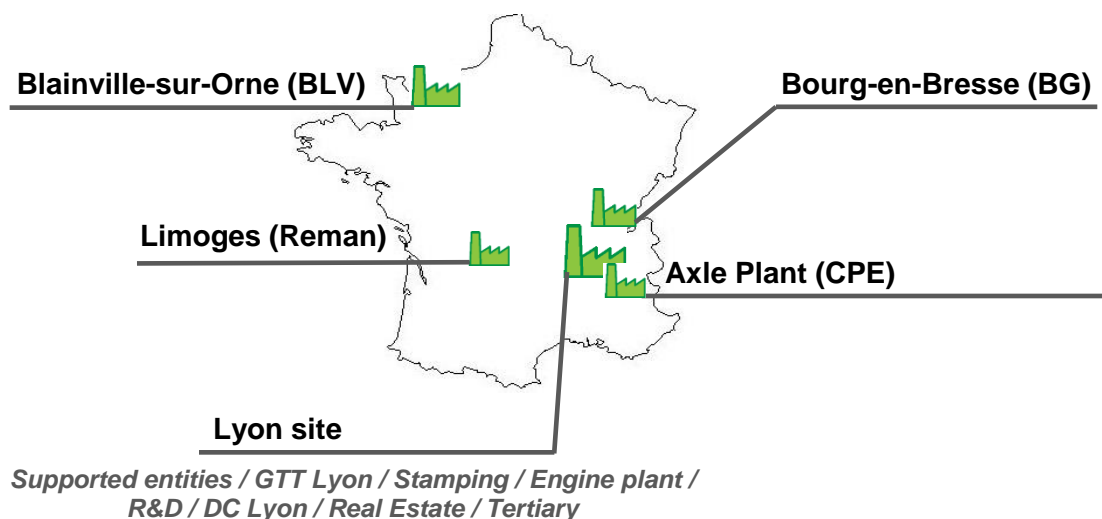 Blainville-sur-Orne (BLV)
Bourg-en-Bresse (BG)
Limoges (Reman)
Axle Plant (CPE)
Lyon site
Supported entities / GTT Lyon / Stamping / Engine plant /
R&D / DC Lyon / Real Estate / Tertiary